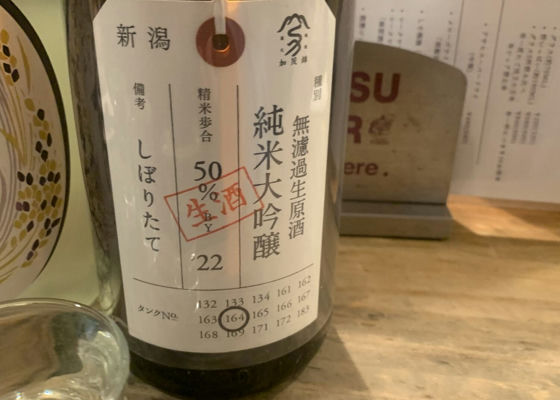 新潟
加茂錦
種別
無濾過生原酒
純米大吟醸
精米歩合
50%
BY
22
生酒
備考
しぼりたて
タンクNo.
132 133 134 161 162
163 164 165 166 167
168 169 171 172 183
SU
R
ere.